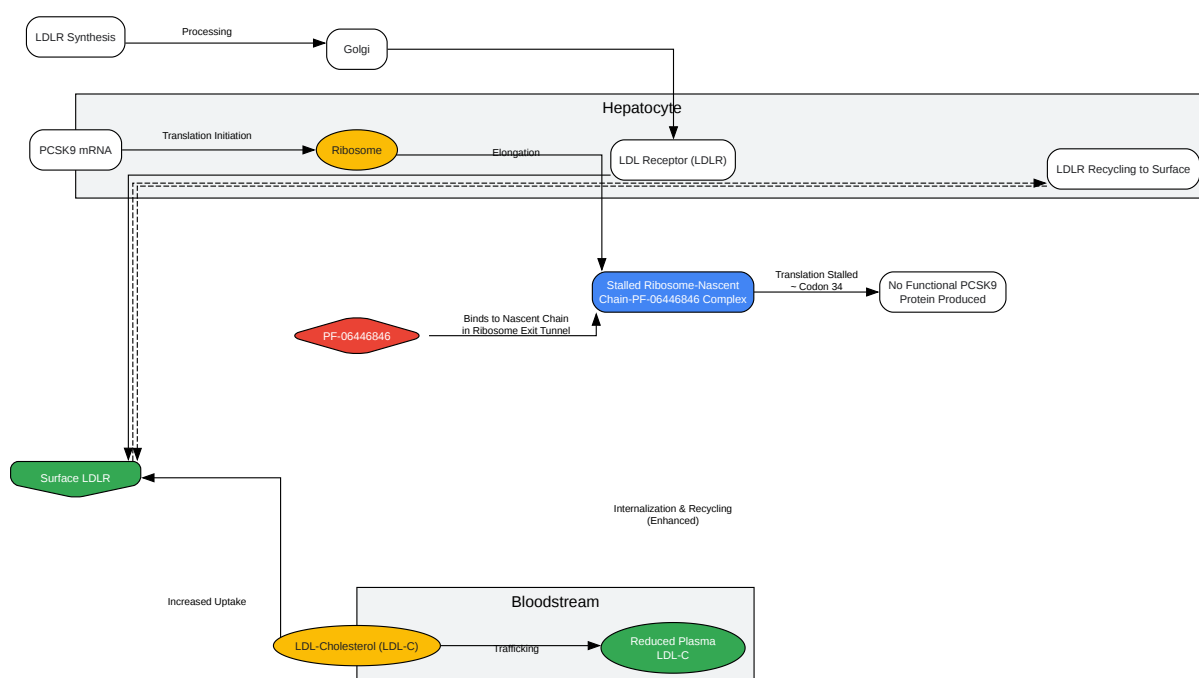 LDLR Synthesis
Processing
Golgi
Hepatocyte
PCSK9 mRNA
Translation Initiation
Ribosome
Elongation
LDL Receptor (LDLR)
LDLR Recycling to Surface
Stalled Ribosome-Nascent
Chain-PF-06446846 Complex
Translation Stalled
~ Codon 34
No Functional PCSK9
Protein Produced
PF-06446846
Binds to Nascent Chain
in Ribosome Exit Tunnel
Surface LDLR
Internalization & Recycling
(Enhanced)
Increased Uptake
Bloodstream
LDL-Cholesterol (LDL-C)
Trafficking
Reduced Plasma
LDL-C